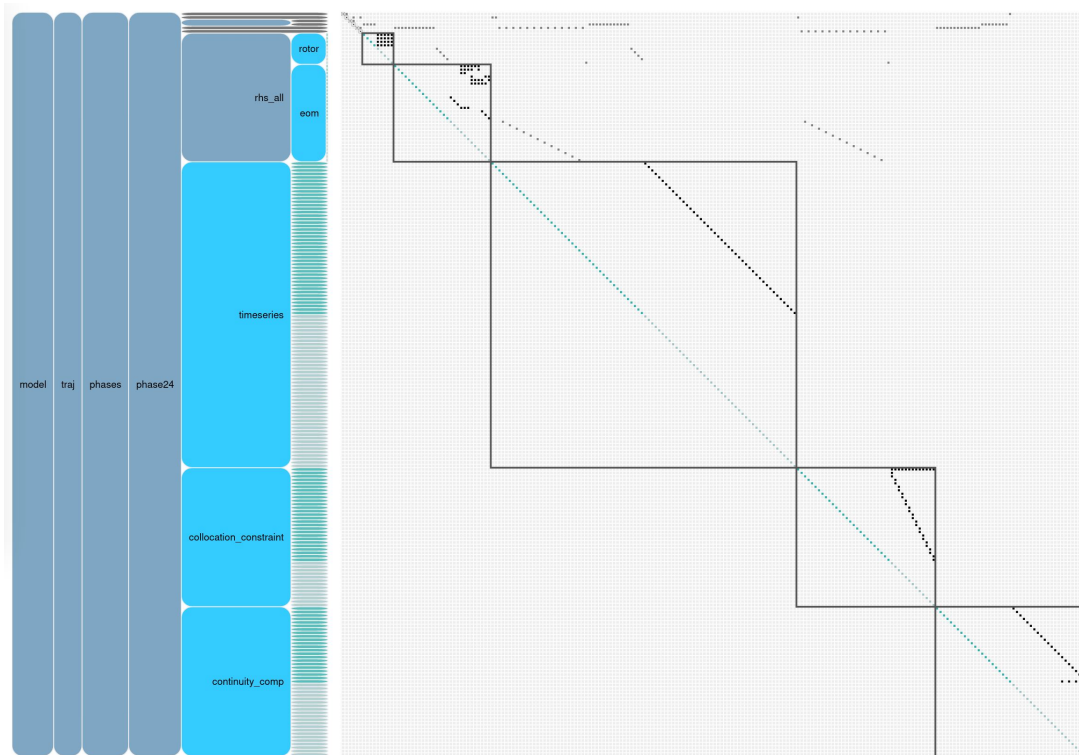 rotor
rhs_all
eom
timeseries
model
traj
phases
phase24
collocation_constraint
continuity_comp